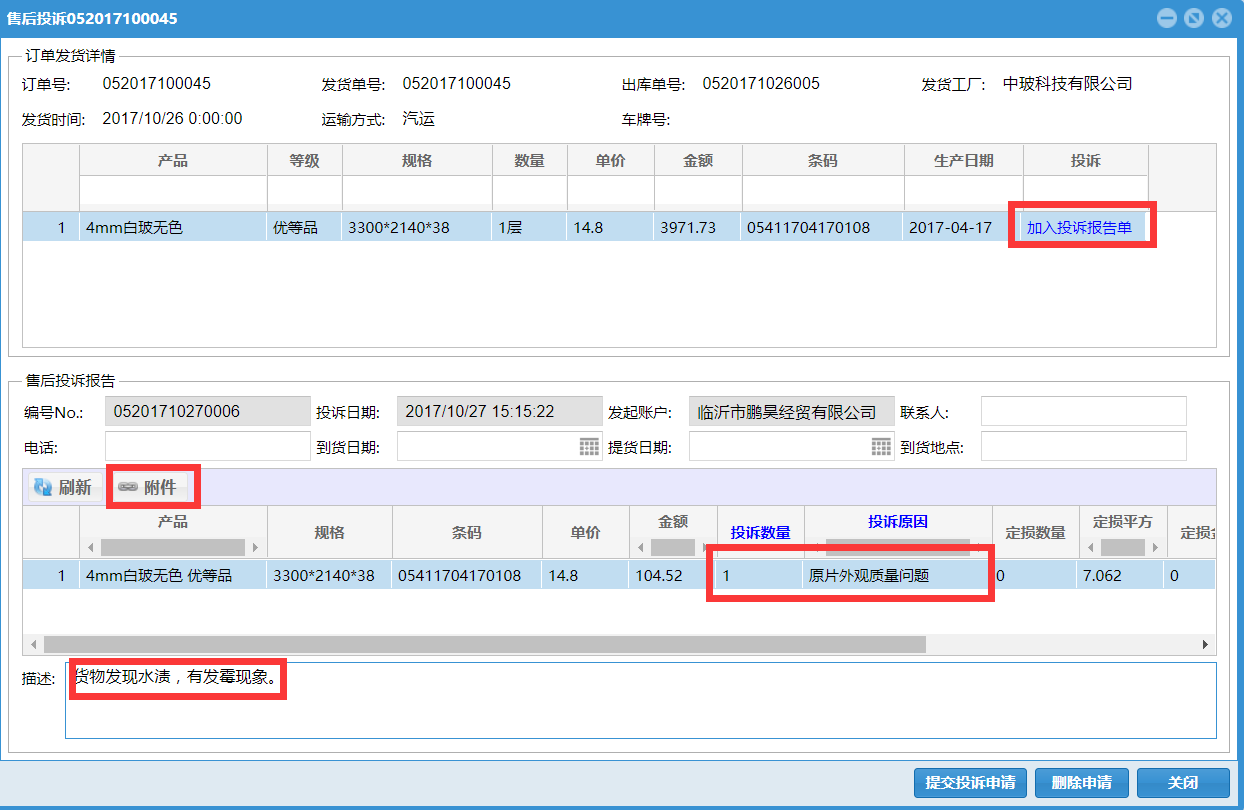 售后投诉052017100045
订单发货详情
订单号: 052017100045 发货单号: 052017100045 出库单号: 052017026005 发货工厂: 中玻科技有限公司
发货时间: 2017/10/26 0:00:00 运输方式: 汽运 车牌号:
产品 等级 规格 数量 单价 金额 条码 生产日期 投诉
1 4mm白玻无色 优等品 3300*2140*38 1层 14.8 3971.73 05411704170108 2017-04-17 加入投诉报告单
售后投诉报告
编号No.: 05201710270006 投诉日期: 2017/10/27 15:15:22 发起账户: 临沂市鹏昊经贸有限公司 联系人:
电话: 到货日期: 提货日期: 到货地点:
刷新 附件
产品 规格 条码 单价 金额 投诉数量 投诉原因 定损数量 定损平方 定损
1 4mm白玻无色 优等品 3300*2140*38 05411704170108 14.8 104.52 1 原片外观质量问题 0 7.062 0
描述: 货物发现水渍，有发霉现象。
提交投诉申请 删除申请 关闭